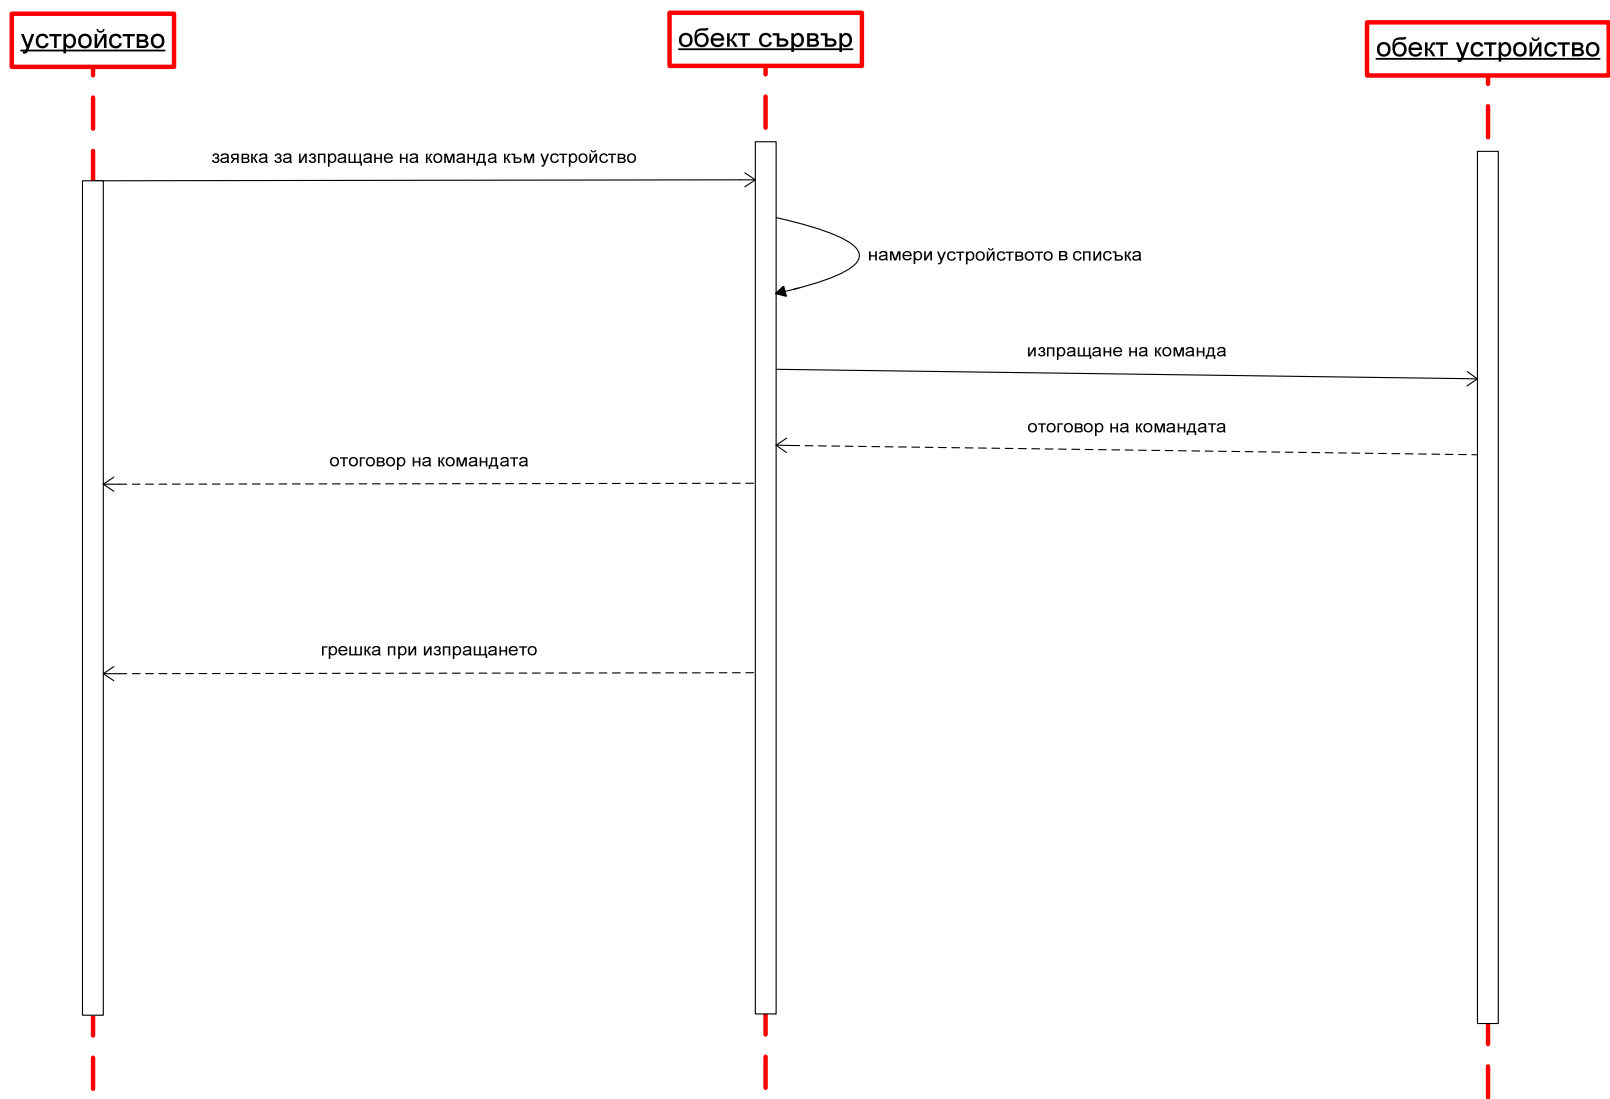 устройство
обект сървър
обект устройство
заявка за изпращане на команда към устройство
намери устройството в списъка
изпращане на команда
отоговор на командата
отоговор на командата
грешка при изпращането